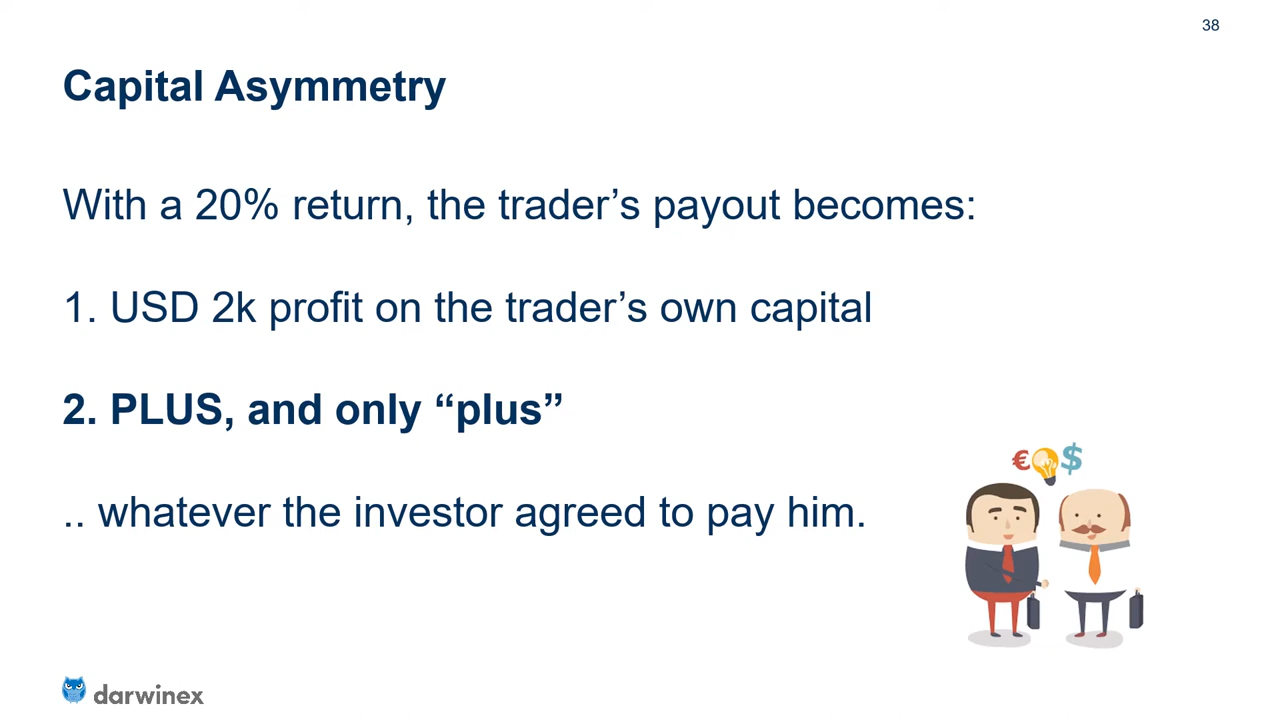 38
Capital Asymmetry
With a 20% return, the trader’s payout becomes:
1. USD 2k profit on the trader’s own capital
2. PLUS, and only “plus”
€ $
.. whatever the investor agreed to pay him.
darwinex